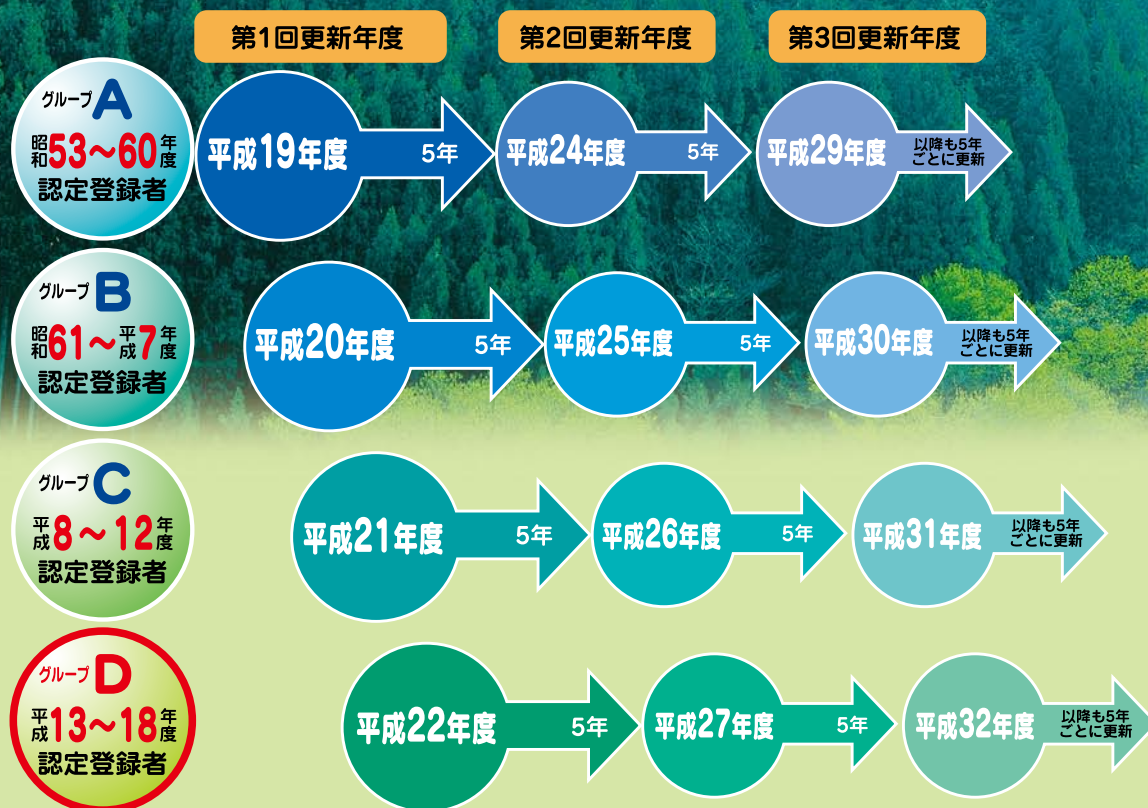 第1回更新年度 第2回更新年度 第3回更新年度
グループA
昭和53〜60年度
認定登録者
平成19年度 5年 平成24年度 5年 平成29年度 以降も5年
ごとに更新
グループB
昭和61〜平成7年度
認定登録者
平成20年度 5年 平成25年度 5年 平成30年度 以降も5年
ごとに更新
グループC
平成8〜12年度
認定登録者
平成21年度 5年 平成26年度 5年 平成31年度 以降も5年
ごとに更新
グループD
平成13〜18年度
認定登録者
平成22年度 5年 平成27年度 5年 平成32年度 以降も5年
ごとに更新